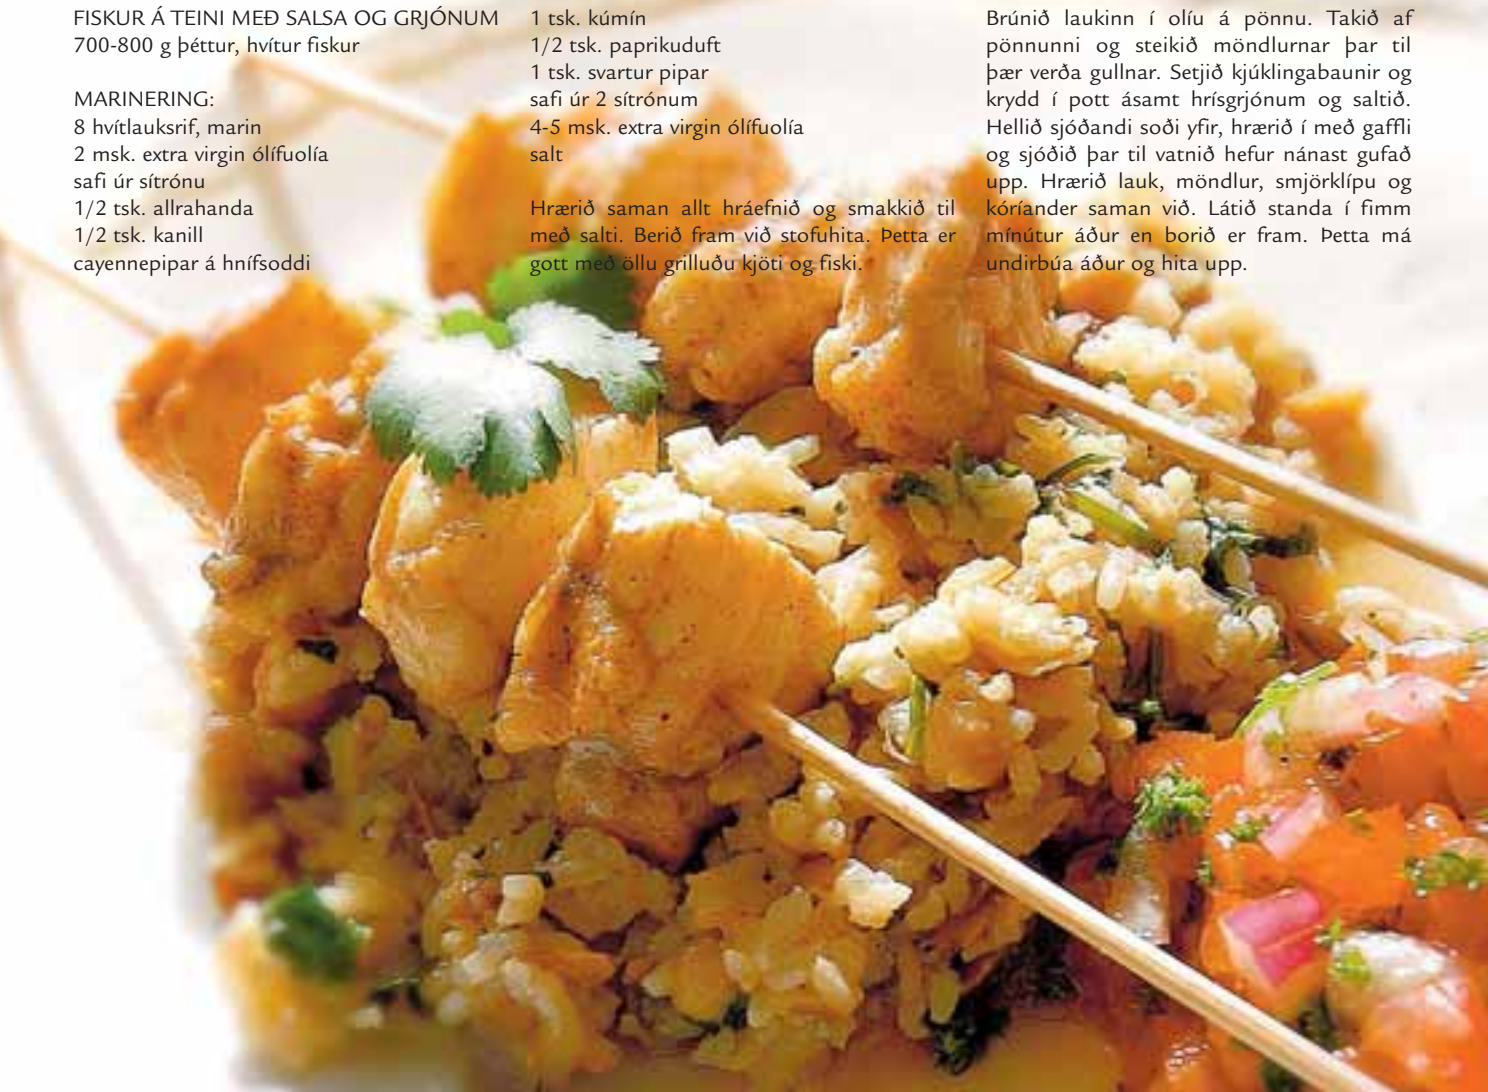 FISKUR Á TEINI MEÐ SALSA OG GRJÓNUM
700-800 g þéttur, hvítur fiskur
MARINERING:
8 hvítlauksrif, marin
2 msk. extra virgin ólífuolía
safi úr sítrónu
1/2 tsk. allrahanda
1/2 tsk. kanill
cayennepipar á hnífsoddi
1 tsk. kúmín
1/2 tsk. paprikuduft
1 tsk. svartur pipar
safi úr 2 sítrónum
4-5 msk. extra virgin ólífuolía
salt
Hrærið saman allt hráefnið og smakkið til
með salti. Berið fram við stofuhita. Þetta er
gott með öllu grilluðu kjöti og fiski.
Brúnið laukinn í olíu á pönnu. Takið af
pönnunni og steikið möndlurnar þar til
þær verða gullnar. Setjið kjúklingabaunir og
krydd í pott ásamt hrísgrjónum og saltið.
Hellið sjóðandi soði yfir, hrærið í með gaffli
og sjóðið þar til vatnið hefur nánast gufað
upp. Hrærið lauk, möndlur, smjörklípu og
kóríander saman við. Látið standa í fimm
mínútur áður en borið er fram. Þetta má
undirbúa áður og hita upp.